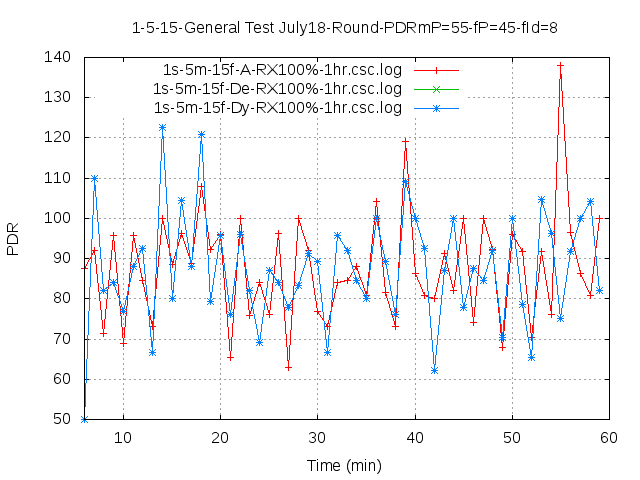 1-5-15-General Test July18-Round-PDRmP=55-fP=45-fId=8
1s-5m-15f-A-RX100%-1hr.csc.log
1s-5m-15f-De-RX100%-1hr.csc.log
1s-5m-15f-Dy-RX100%-1hr.csc.log
140
130
120
110
100
90
80
70
60
50
PDR
10
20
30
40
50
60
Time (min)